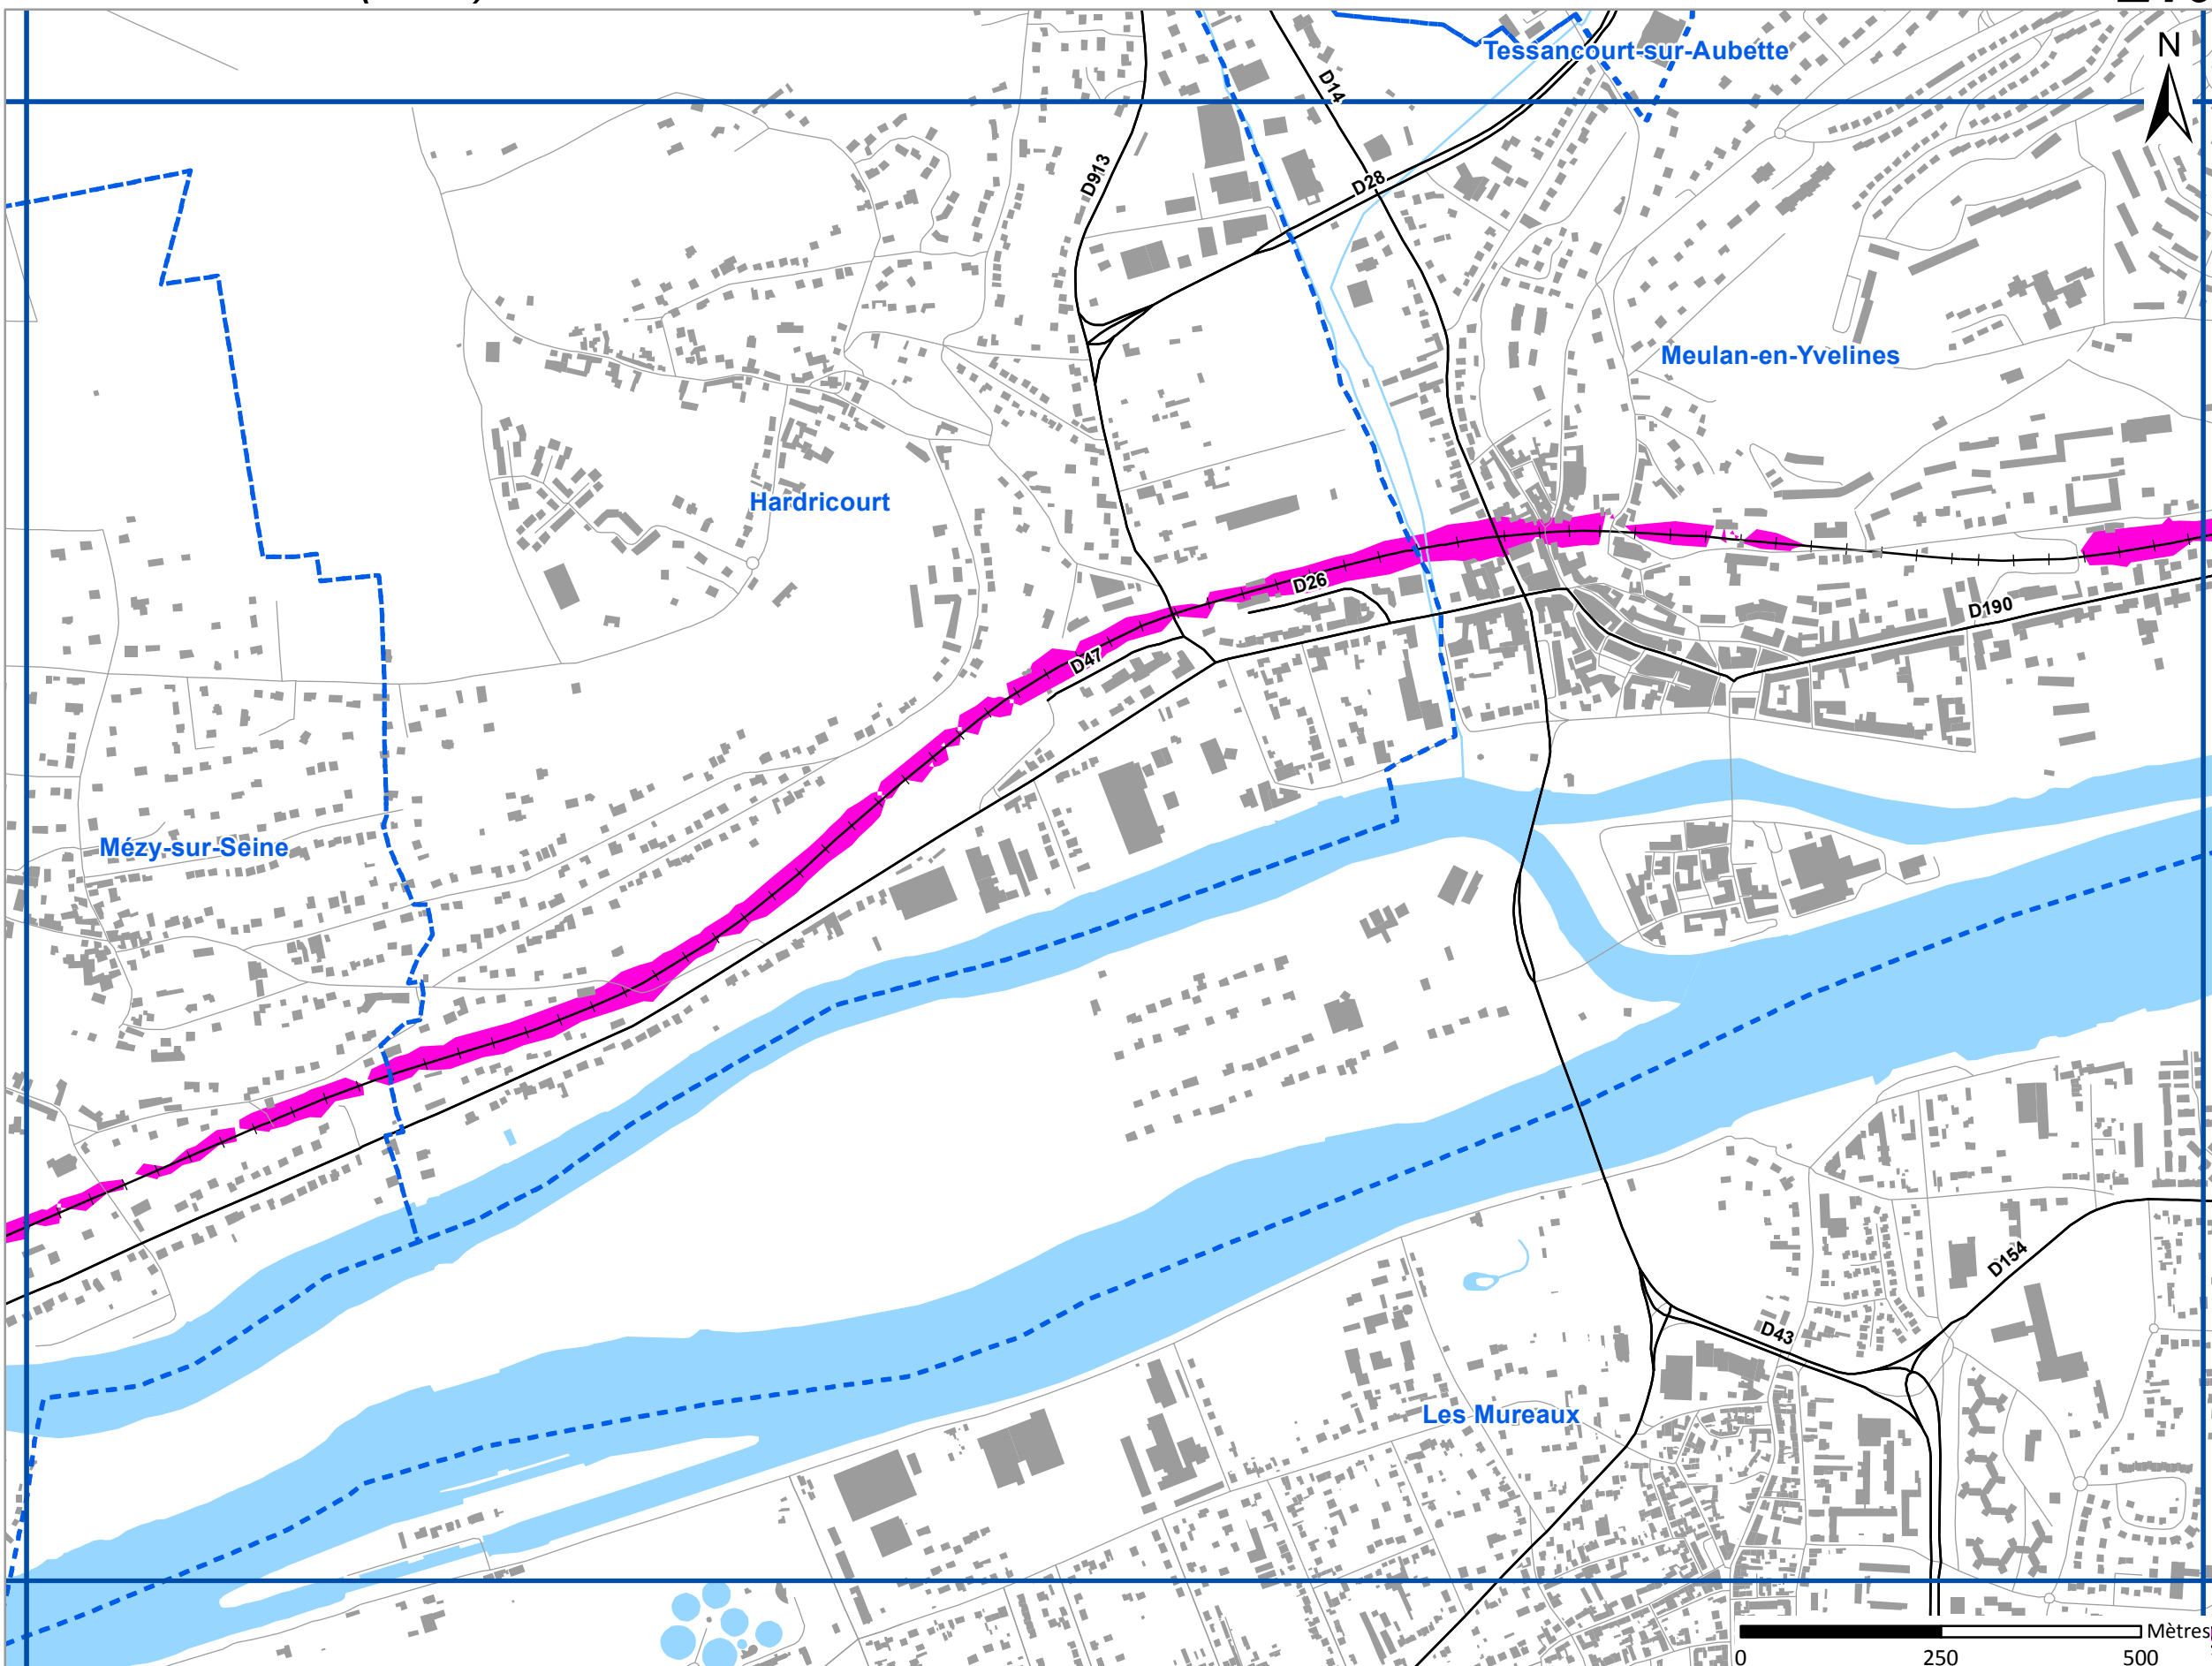 Tessancourt-sur-Aubette
N
D14
D913
D28
Meulan-en-Yvelines
Hardricourt
D26
D190
D47
Mézy-sur-Seine
D154
D43
Les Mureaux
Mètres
0 250 500